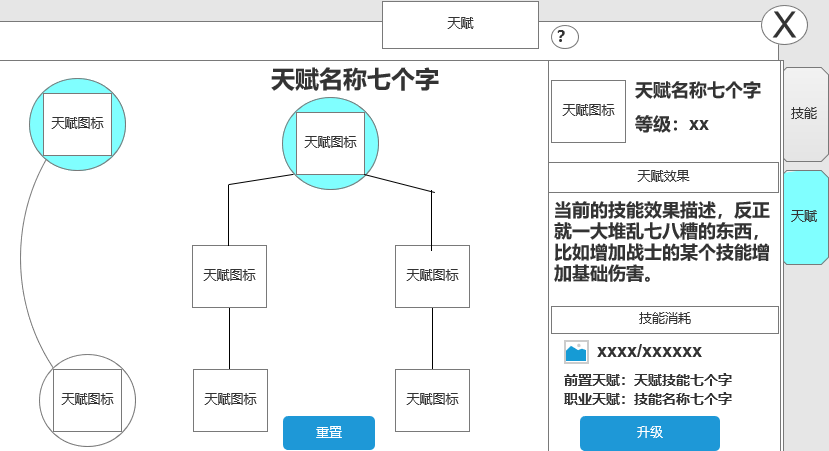 天赋
?
X
天赋图标
天赋图标
天赋名称七个字
天赋图标
天赋图标
天赋图标
天赋图标
天赋图标
重置
天赋图标
天赋名称七个字
等级：xx
天赋效果
当前的技能效果描述，反正
就一大堆乱七八糟的东西，
比如增加战士的某个技能增
加基础伤害。
技能消耗
xxxx/xxxxxx
前置天赋：天赋技能七个字
职业天赋：技能名称七个字
升级
技能
天赋